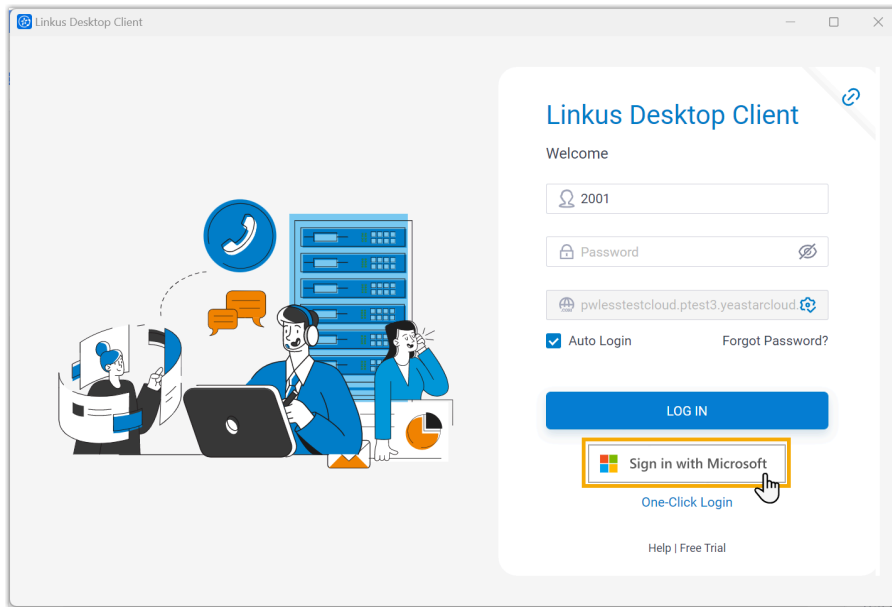 Linkus Desktop Client
Linkus Desktop Client
Welcome
2001
Password
pwlesstestcloud.ptest3.yeastarcloud.
Auto Login
Forgot Password?
LOG IN
Sign in with Microsoft
One-Click Login
Help | Free Trial